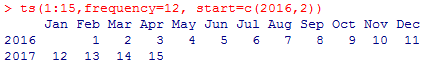 > ts(1:15,frequency=12, start=c(2016,2))
     Jan Feb Mar Apr May Jun Jul Aug Sep Oct Nov Dec
2016       1   2   3   4   5   6   7   8   9  10  11
2017  12  13  14  15